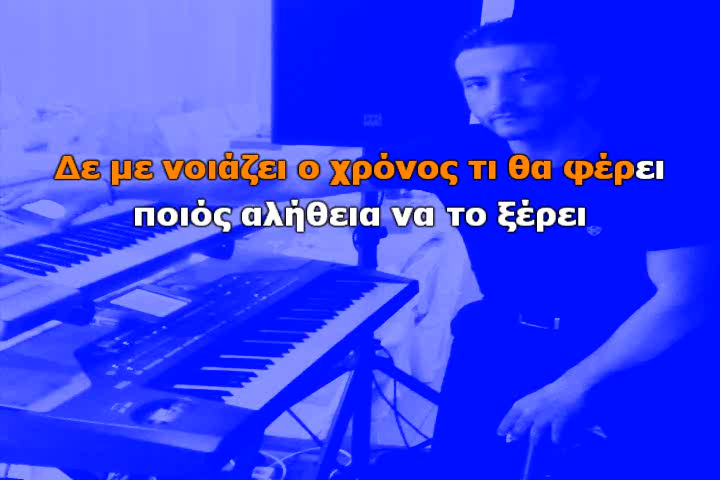 Δε με νοιάζει ο χρόνος τι θα φέρει
ποιός αλήθεια να το ξέρει